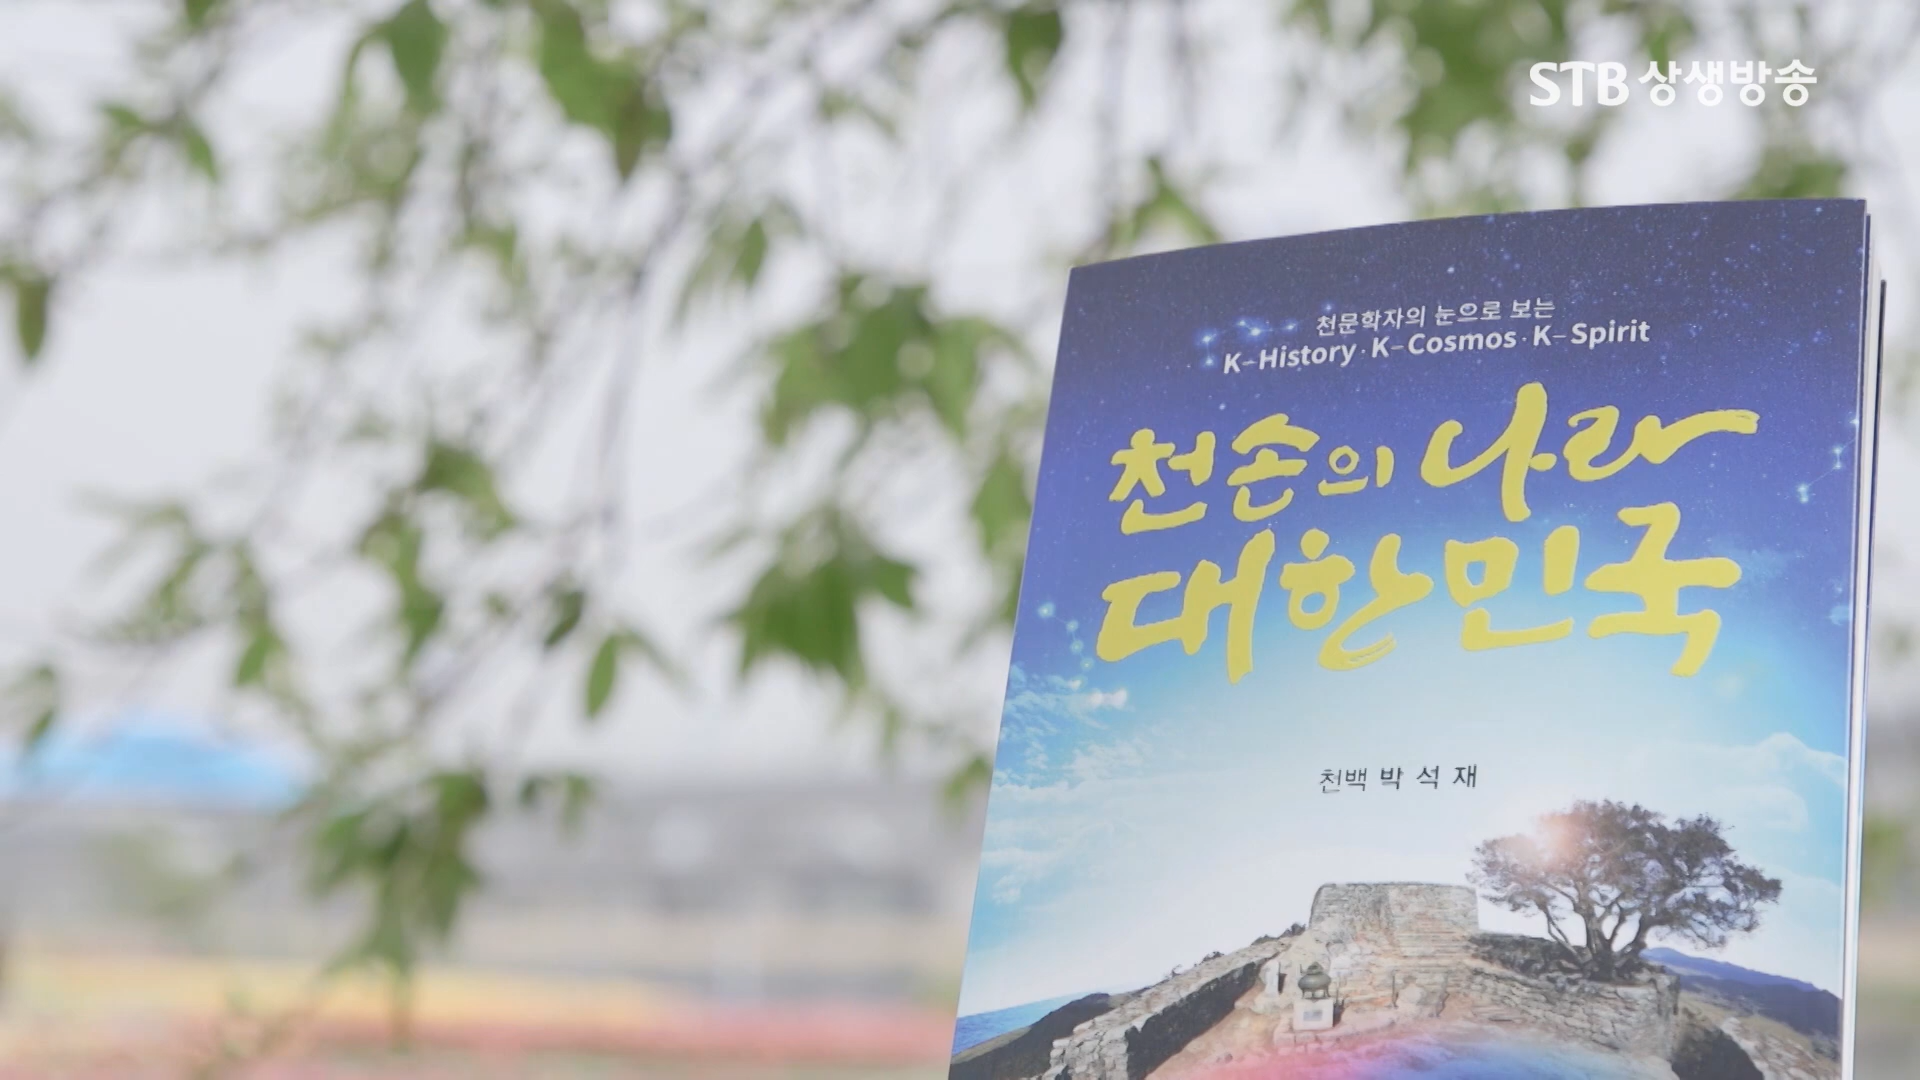 STB 상생방송
천문학자의 눈으로 보는
K-History · K-Cosmos · K-Spirit
천손의 나라
대한민국
천백 박석재